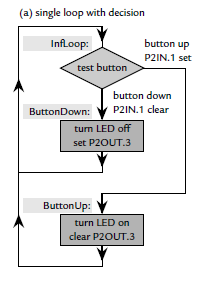 (a) single loop with decision
InfLoop:
button up
P2IN.1 set
test button
button down
P2IN.1 clear
ButtonDown:
turn LED off
set P2OUT.3
ButtonUp:
turn LED on
clear P2OUT.3